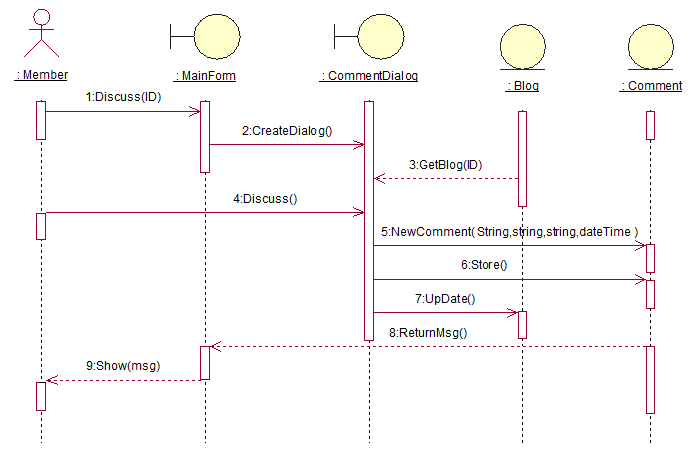 : Member
: MainForm
: CommentDialog
: Blog
: Comment
1:Discuss(ID)
2:CreateDialog()
3:GetBlog(ID)
4:Discuss()
5:NewComment( String,string,string,dateTime )
6:Store()
7:UpDate()
8:ReturnMsg()
9:Show(msg)